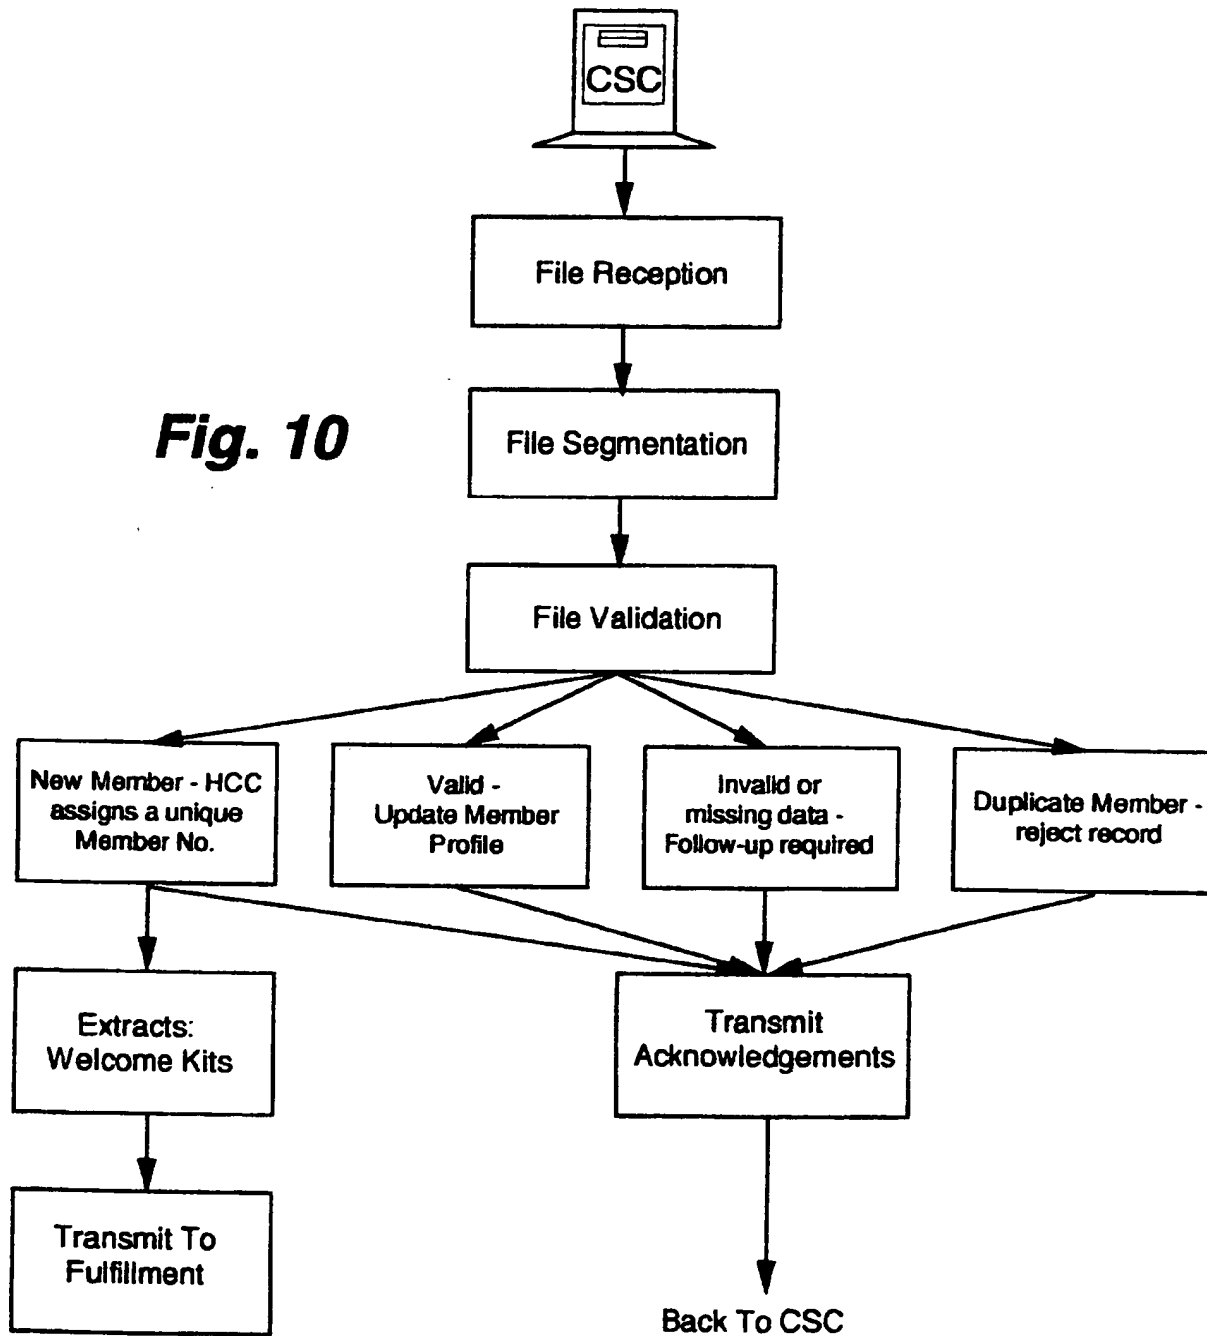 CSC
File Reception
Fig. 10
File Segmentation
File Validation
New Member - HCC
assigns a unique
Member No.
Valid -
Update Member
Profile
Invalid or
missing data -
Follow-up required
Duplicate Member -
reject record
Extracts:
Welcome Kits
Transmit
Acknowledgements
Transmit To
Fulfillment
Back To CSC